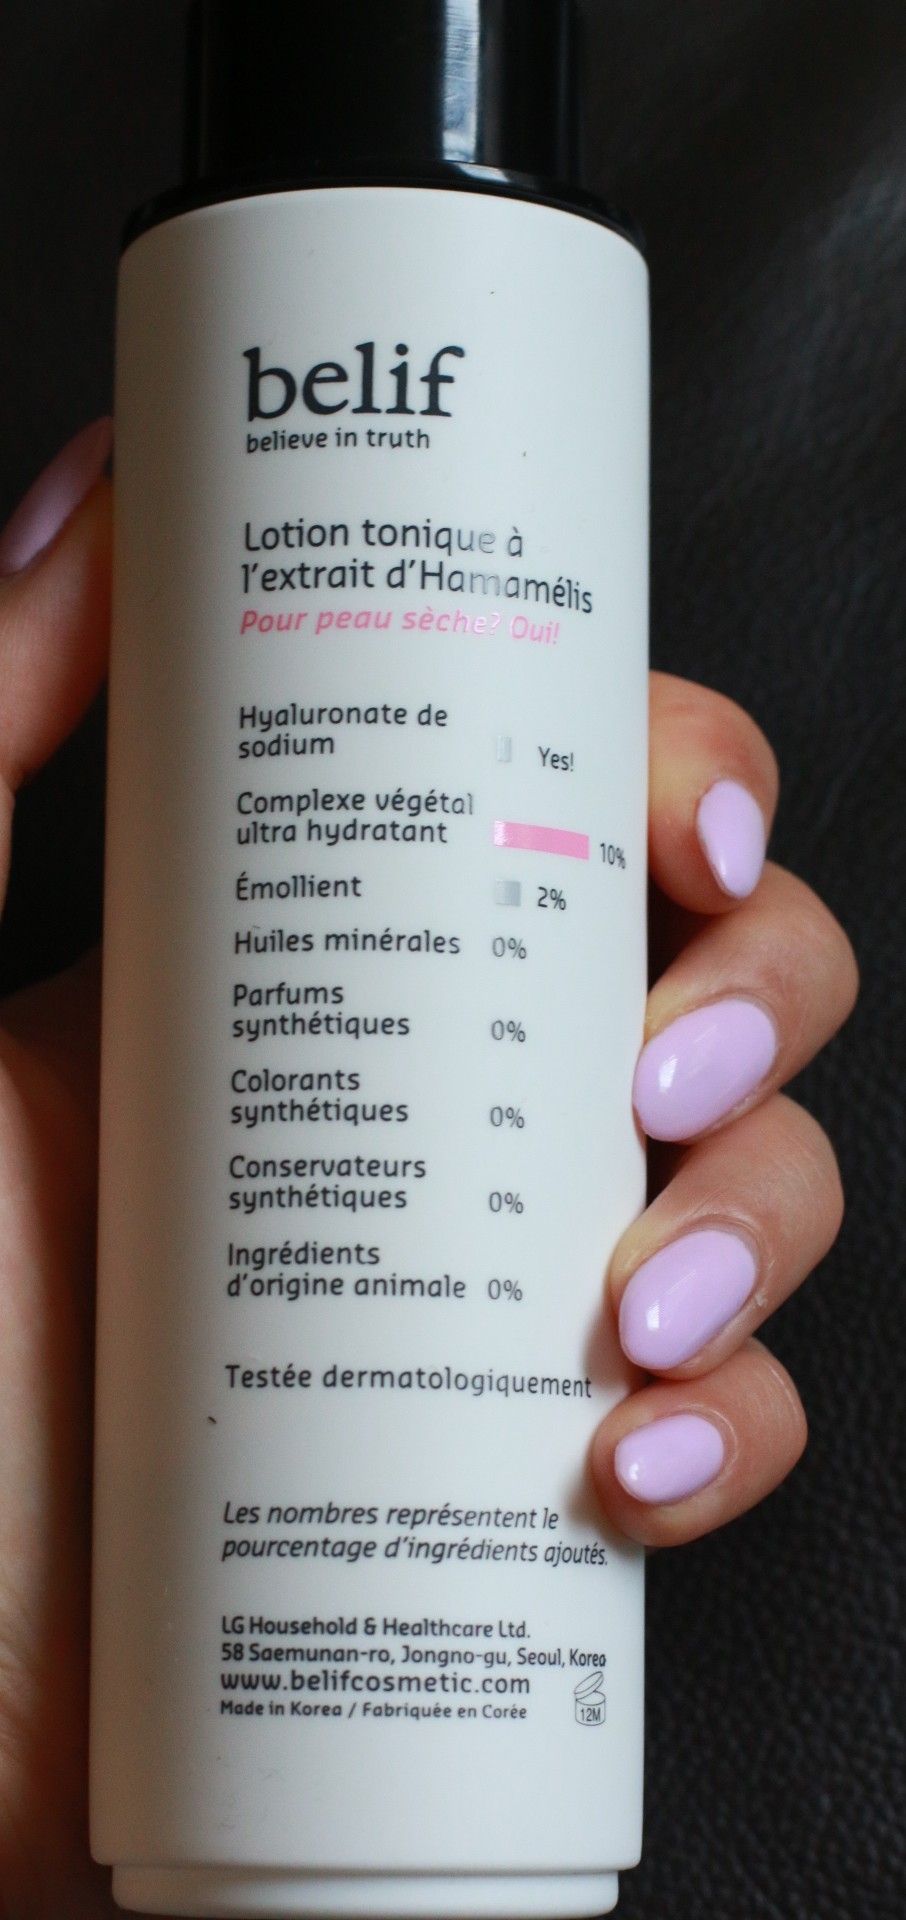 belif
believe in truth
Lotion tonique à
l'extrait d'Hamamélis
Pour peau sèche? Oui!
Hyaluronate de
sodium Yes!
Complexe végétal
ultra hydratant 10%
Émollient 2%
Huiles minérales 0%
Parfums
synthétiques 0%
Colorants
synthétiques 0%
Conservateurs
synthétiques 0%
Ingrédients
d'origine animale 0%
Testée dermatologiquement
Les nombres représentent le
pourcentage d'ingrédients ajoutés.
LG Household & Healthcare Ltd.
58 Saemunan-ro, Jongno-gu, Seoul, Korea
www.belifcosmetic.com
Made in Korea / Fabriquée en Corée
12M